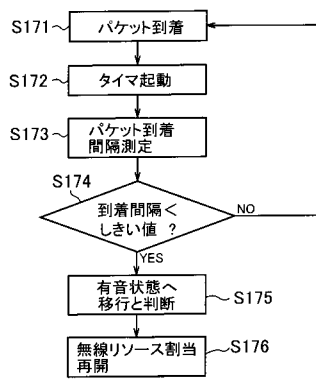 S171
パケット到着
S172
タイマ起動
S173
パケット到着
間隔測定
S174
到着間隔<
しきい値 ?
NO
YES
有音状態へ
移行と判断
S175
無線リソース割当
再開
S176